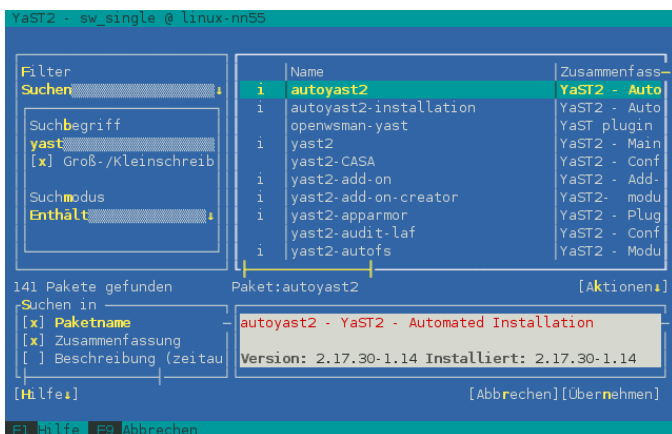 YaST2 - sw_single @ linux-nn55
Filter
Suchen
Suchbegriff
yast
[x] Groß-/Kleinschreib
Suchmodus
Enthält
Name Zusammenfass
i autoyast2 YaST2 - Auto
i autoyast2-installation YaST2 - Auto
openwsman-yast YaST plugin
i yast2 YaST2 - Main
yast2-CASA YaST2 - Conf
i yast2-add-on YaST2 - Add-
i yast2-add-on-creator YaST2- modu
i yast2-apparmor YaST2 - Plug
yast2-audit-laf YaST2 - Conf
i yast2-autofs YaST2 - Modu
141 Pakete gefunden
Paket:autoyast2 [Aktionen↓]
Suchen in
[x] Paketname
[x] Zusammenfassung
[ ] Beschreibung (zeitau
autoyast2 - YaST2 - Automated Installation
Version: 2.17.30-1.14 Installiert: 2.17.30-1.14
[Hilfe↓] [Abbrechen][Übernehmen]
F1 Hilfe F9 Abbrechen